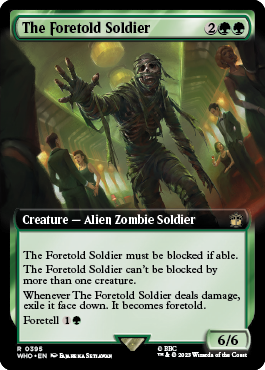 The Foretold Soldier 2
Creature — Alien Zombie Soldier
The Foretold Soldier must be blocked if able.
The Foretold Soldier can't be blocked by
more than one creature.
Whenever The Foretold Soldier deals damage,
exile it face down. It becomes foretold.
Foretell 1
6/6
R 0395 © BBC
WHO • EN Fajareka Setiawan ™ & © 2023 Wizards of the Coast